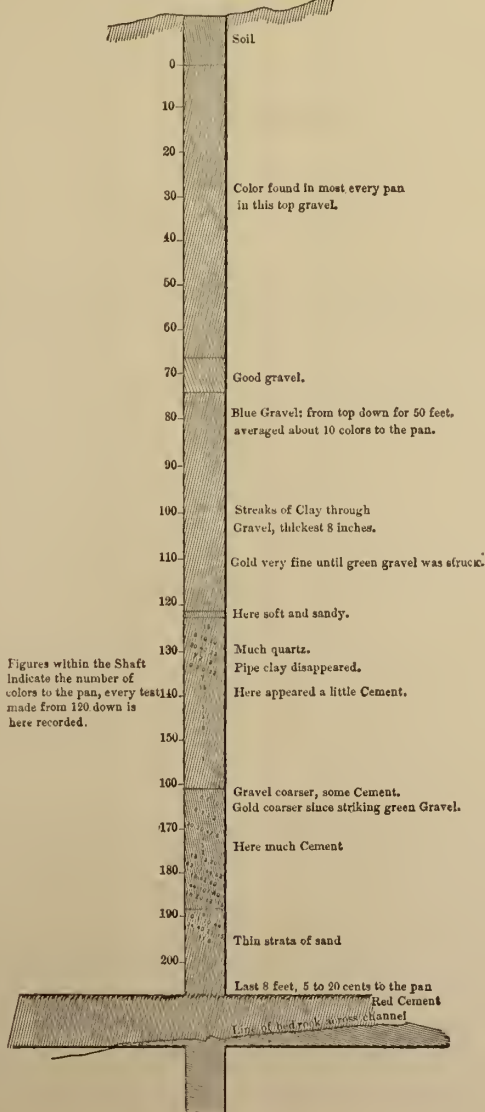 Soil
0
10
20
30
Color found in most every pan
in this top gravel.
40
50
60
70
Good gravel.
Blue Gravel: from top down for 50 feet,
averaged about 10 colors to the pan.
80
90
100
Streaks of Clay through
Gravel, thickest 8 inches.
110
Gold very fine until green gravel was struck.
120
Here soft and sandy.
130
Much quartz.
Pipe clay disappeared.
Figures within the Shaft
indicate the number of
colors to the pan, every test
made from 120 down is
here recorded.
140
Here appeared a little Cement.
150
160
Gravel coarser, some Cement.
Gold coarser since striking green Gravel.
170
Here much Cement
180
190
Thin strata of sand
200
Last 8 feet, 5 to 20 cents to the pan
Red Cement
Line of bedrock across channel